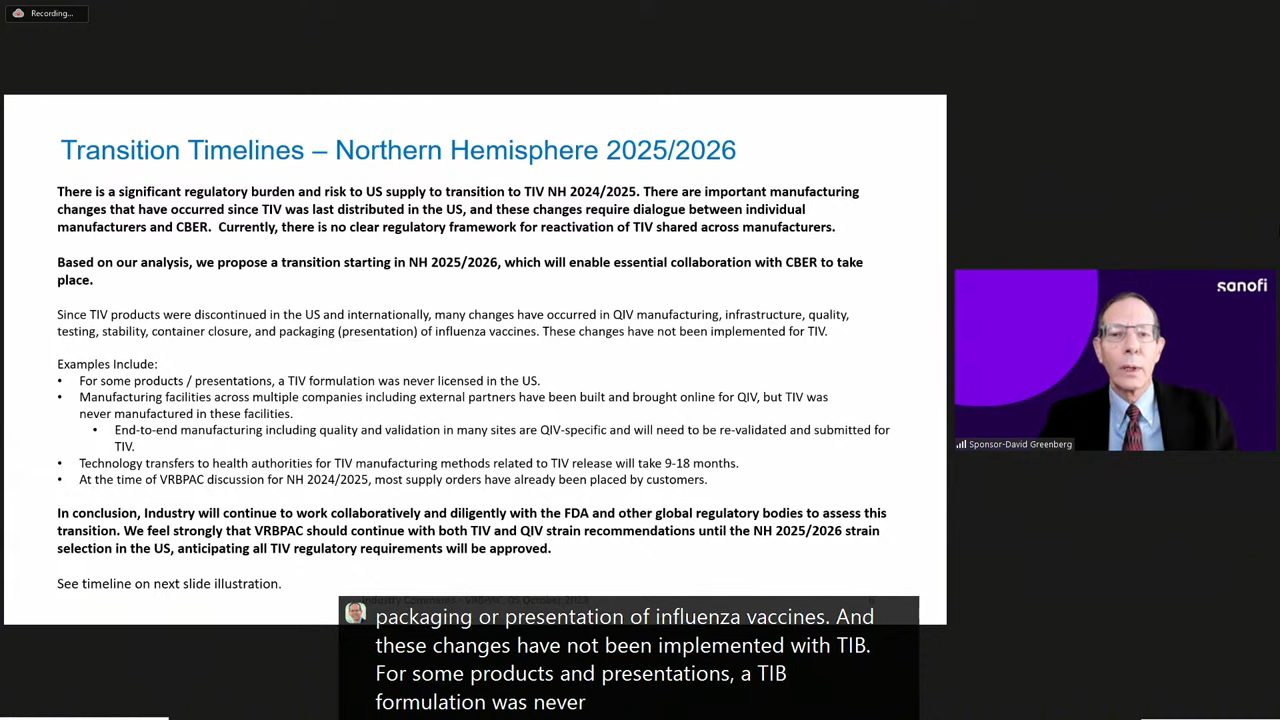 Recording...
Transition Timelines – Northern Hemisphere 2025/2026
There is a significant regulatory burden and risk to US supply to transition to TIV NH 2024/2025. There are important manufacturing
changes that have occurred since TIV was last distributed in the US, and these changes require dialogue between individual
manufacturers and CBER.  Currently, there is no clear regulatory framework for reactivation of TIV shared across manufacturers.
Based on our analysis, we propose a transition starting in NH 2025/2026, which will enable essential collaboration with CBER to take
place.
Since TIV products were discontinued in the US and internationally, many changes have occurred in QIV manufacturing, infrastructure, quality,
testing, stability, container closure, and packaging (presentation) of influenza vaccines. These changes have not been implemented for TIV.
Examples Include:
• For some products / presentations, a TIV formulation was never licensed in the US.
• Manufacturing facilities across multiple companies including external partners have been built and brought online for QIV, but TIV was
never manufactured in these facilities.
• End-to-end manufacturing including quality and validation in many sites are QIV-specific and will need to be re-validated and submitted for
TIV.
• Technology transfers to health authorities for TIV manufacturing methods related to TIV release will take 9-18 months.
• At the time of VRBPAC discussion for NH 2024/2025, most supply orders have already been placed by customers.
In conclusion, Industry will continue to work collaboratively and diligently with the FDA and other global regulatory bodies to assess this
transition. We feel strongly that VRBPAC should continue with both TIV and QIV strain recommendations until the NH 2025/2026 strain
selection in the US, anticipating all TIV regulatory requirements will be approved.
See timeline on next slide illustration.
sanofi
Sponsor-David Greenberg
packaging or presentation of influenza vaccines. And
these changes have not been implemented with TIB.
For some products and presentations, a TIB
formulation was never